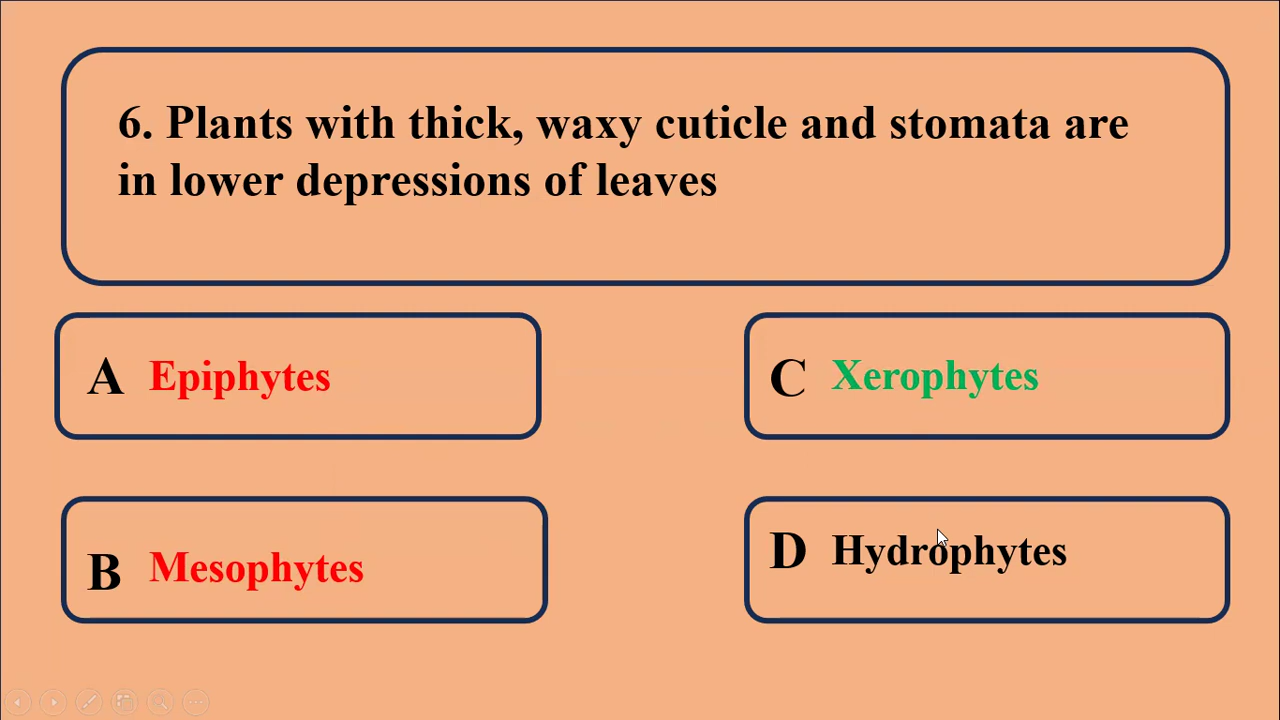 6. Plants with thick, waxy cuticle and stomata are
in lower depressions of leaves
A Epiphytes
C Xerophytes
B Mesophytes
D Hydrophytes